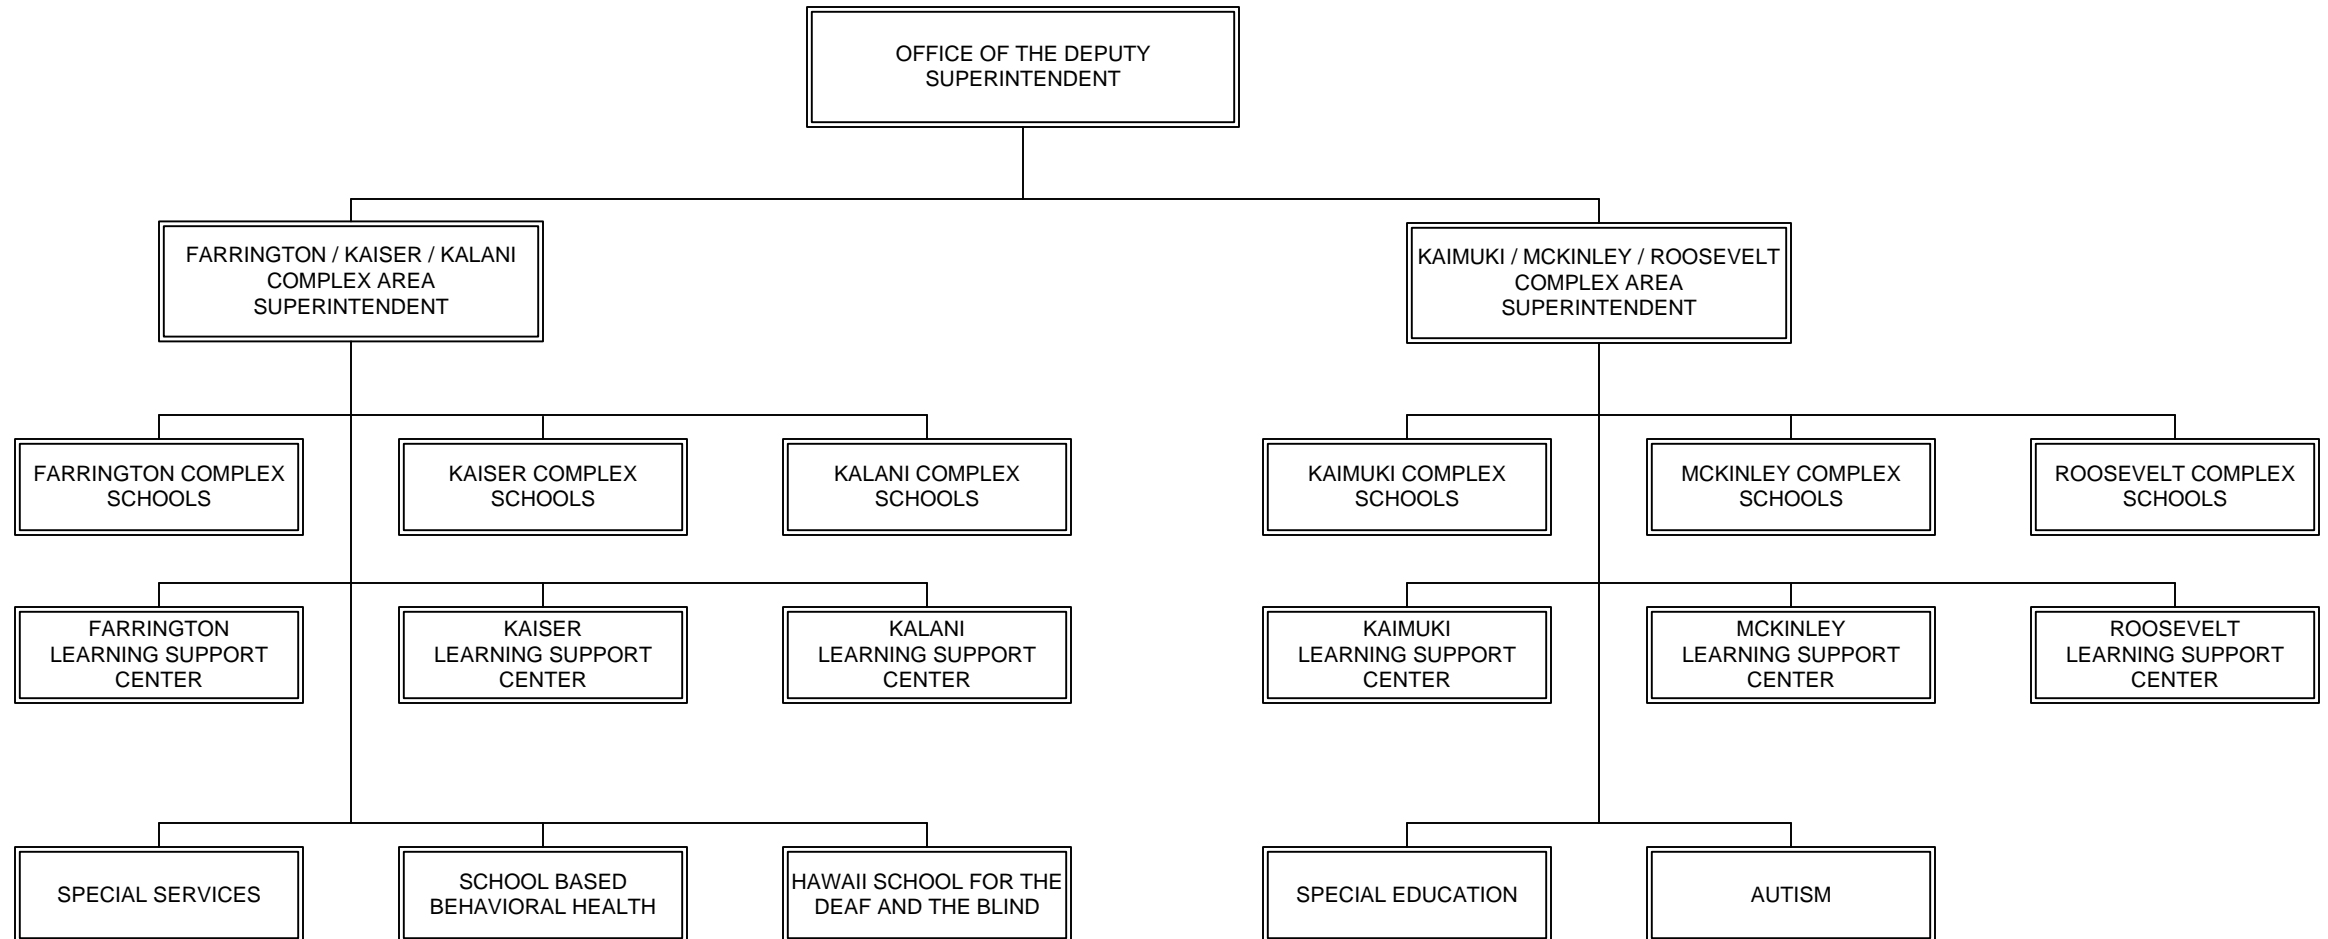 OFFICE OF THE DEPUTY
SUPERINTENDENT
FARRINGTON / KAISER / KALANI
COMPLEX AREA
SUPERINTENDENT
KAIMUKI / MCKINLEY / ROOSEVELT
COMPLEX AREA
SUPERINTENDENT
FARRINGTON COMPLEX
SCHOOLS
KAISER COMPLEX
SCHOOLS
KALANI COMPLEX
SCHOOLS
KAIMUKI COMPLEX
SCHOOLS
MCKINLEY COMPLEX
SCHOOLS
ROOSEVELT COMPLEX
SCHOOLS
FARRINGTON
LEARNING SUPPORT
CENTER
KAISER
LEARNING SUPPORT
CENTER
KALANI
LEARNING SUPPORT
CENTER
KAIMUKI
LEARNING SUPPORT
CENTER
MCKINLEY
LEARNING SUPPORT
CENTER
ROOSEVELT
LEARNING SUPPORT
CENTER
SPECIAL SERVICES
SCHOOL BASED
BEHAVIORAL HEALTH
HAWAII SCHOOL FOR THE
DEAF AND THE BLIND
SPECIAL EDUCATION
AUTISM